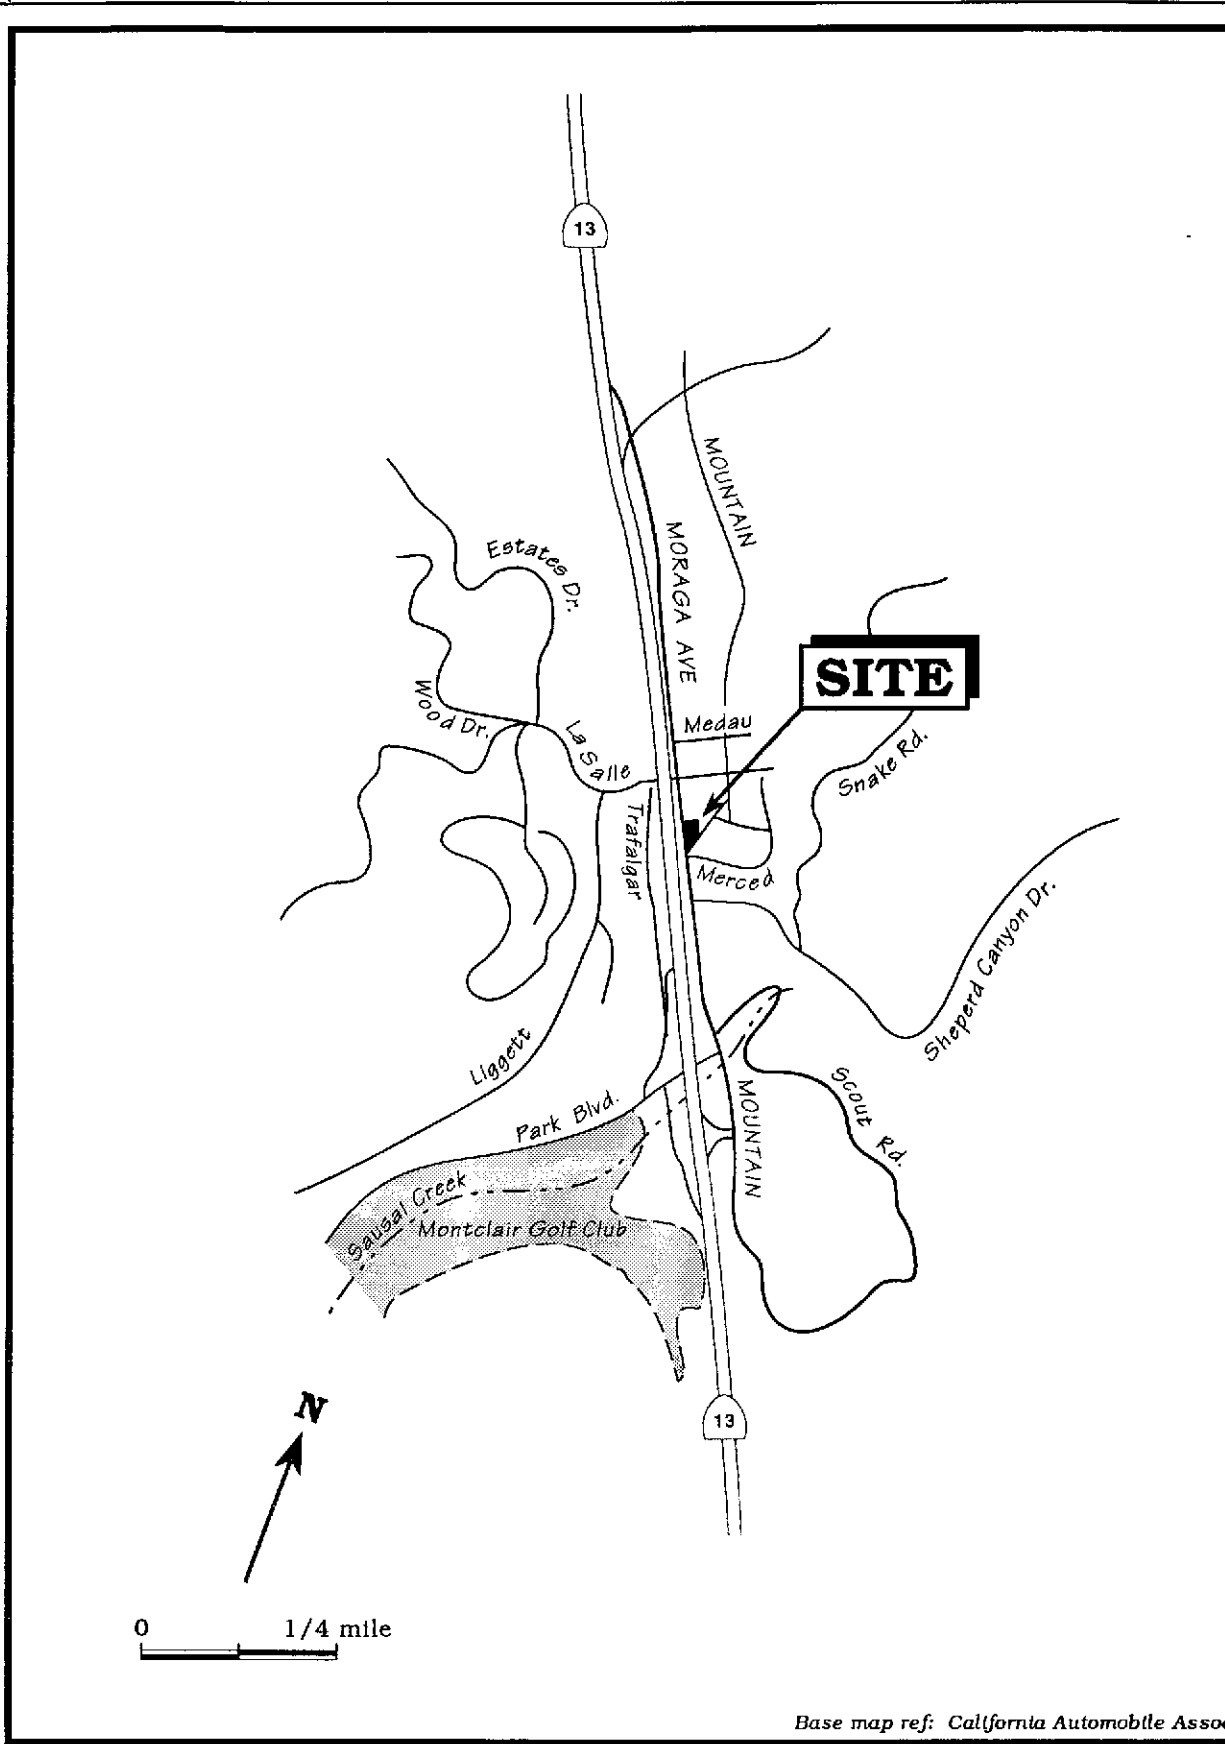 13
MOUNTAIN
Estates Dr.
MORAGA AVE
SITE
Wood Dr.
La Salle
Medau
Snake Rd.
Trafalgar
Merced
Sheperd Canyon Dr.
Liggett
Scout Rd.
Park Blvd.
MOUNTAIN
Sausal Creek
Montclair Golf Club
N
13
0 1/4 mile
Base map ref: California Automobile Assoc